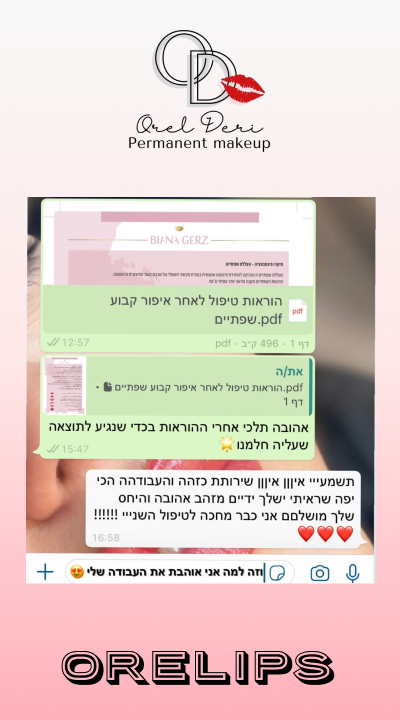 OD
Orel Deri
Permanent makeup
BIANA GERZ
הוראות טיפול לאחר איפור קבוע
שפתיים.pdf
pdf
דף 1 · 496 ק״ב · pdf
12:57
את/ה
הוראות טיפול לאחר איפור קבוע שפתיים.pdf •
דף 1
אהובה תלכי אחרי ההוראות בכדי שנגיע לתוצאה
שעליה חלמנו🌟
15:47
תשמעייי איןןן איןןן שירותת כזהה והעבודהה הכי
יפה שראיתי ישלך ידיים מזהב אהובה והיחס
שלך מושלםם אני כבר מחכה לטיפול השנייי !!!!!!
❤️❤️❤️
16:58
וזה למה אני אוהבת את העבודה שלי 😍
ORELIPS